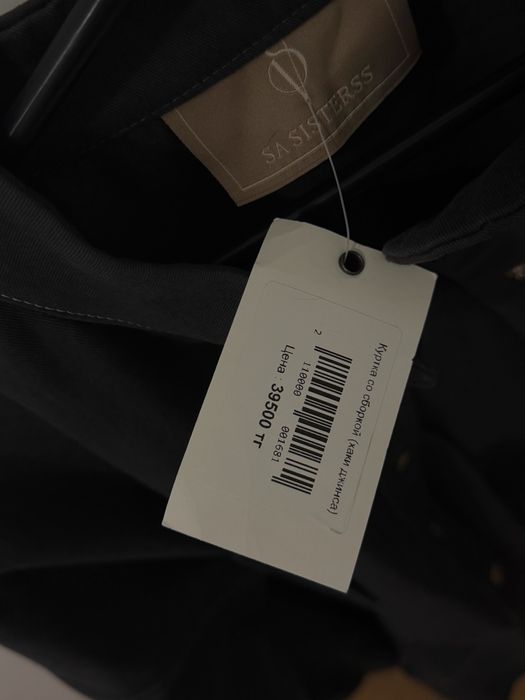 SA SISTERSS
Куртка со сборкой (хаки джинса)
2 110000 001681
Цена : 39500 тг